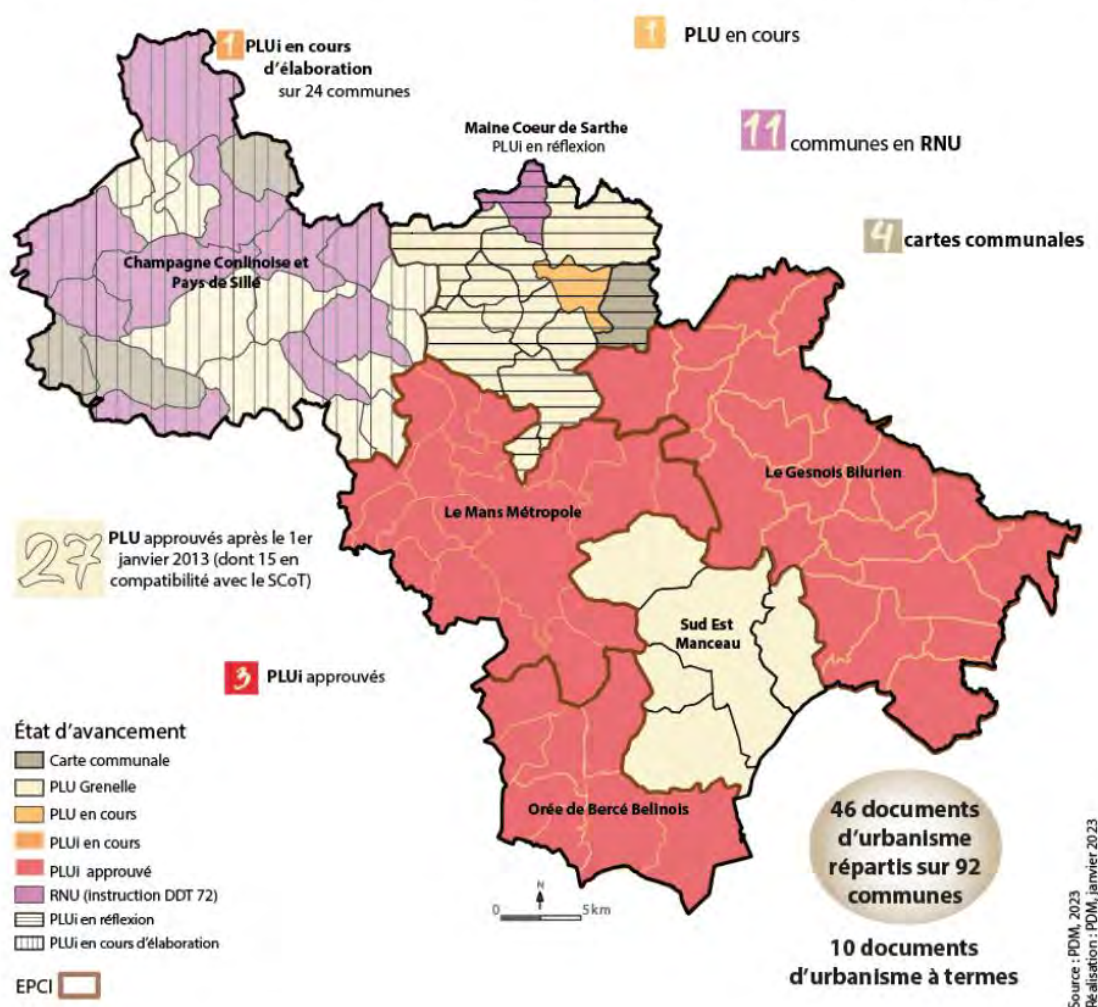 1 PLUi en cours
d'élaboration
sur 24 communes
1 PLU en cours
Maine Coeur de Sarthe
PLUi en réflexion
11 communes en RNU
4 cartes communales
Champagne Conlinoise et
Pays de Sillé
Le Gesnois Bilurien
Le Mans Métropole
27 PLU approuvés après le 1er
janvier 2013 (dont 15 en
compatibilité avec le SCoT)
Sud Est
Manceau
3 PLUi approuvés
État d'avancement
Carte communale
PLU Grenelle
PLU en cours
PLUi en cours
PLUi approuvé
RNU (instruction DDT 72)
PLUi en réflexion
PLUi en cours d'élaboration
EPCI
Orée de Bercé Belinois
N
0 5 km
46 documents
d'urbanisme
répartis sur 92
communes
10 documents
d'urbanisme à termes
Source : PDM, 2023
Réalisation : PDM, janvier 2023